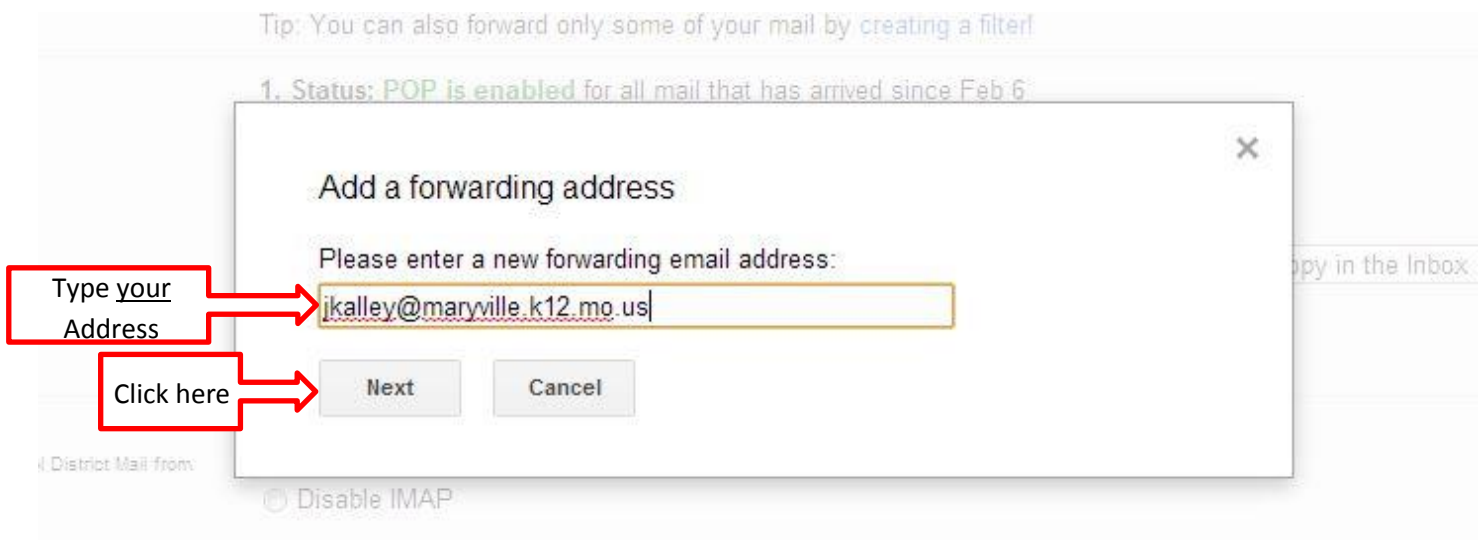 Tip: You can also forward only some of your mail by creating a filter!
1. Status: POP is enabled for all mail that has arrived since Feb 6
×
Add a forwarding address
Please enter a new forwarding email address:
Type your
Address
jkalley@maryville.k12.mo.us
opy in the Inbox
Click here
Next Cancel
District Mail from
Disable IMAP